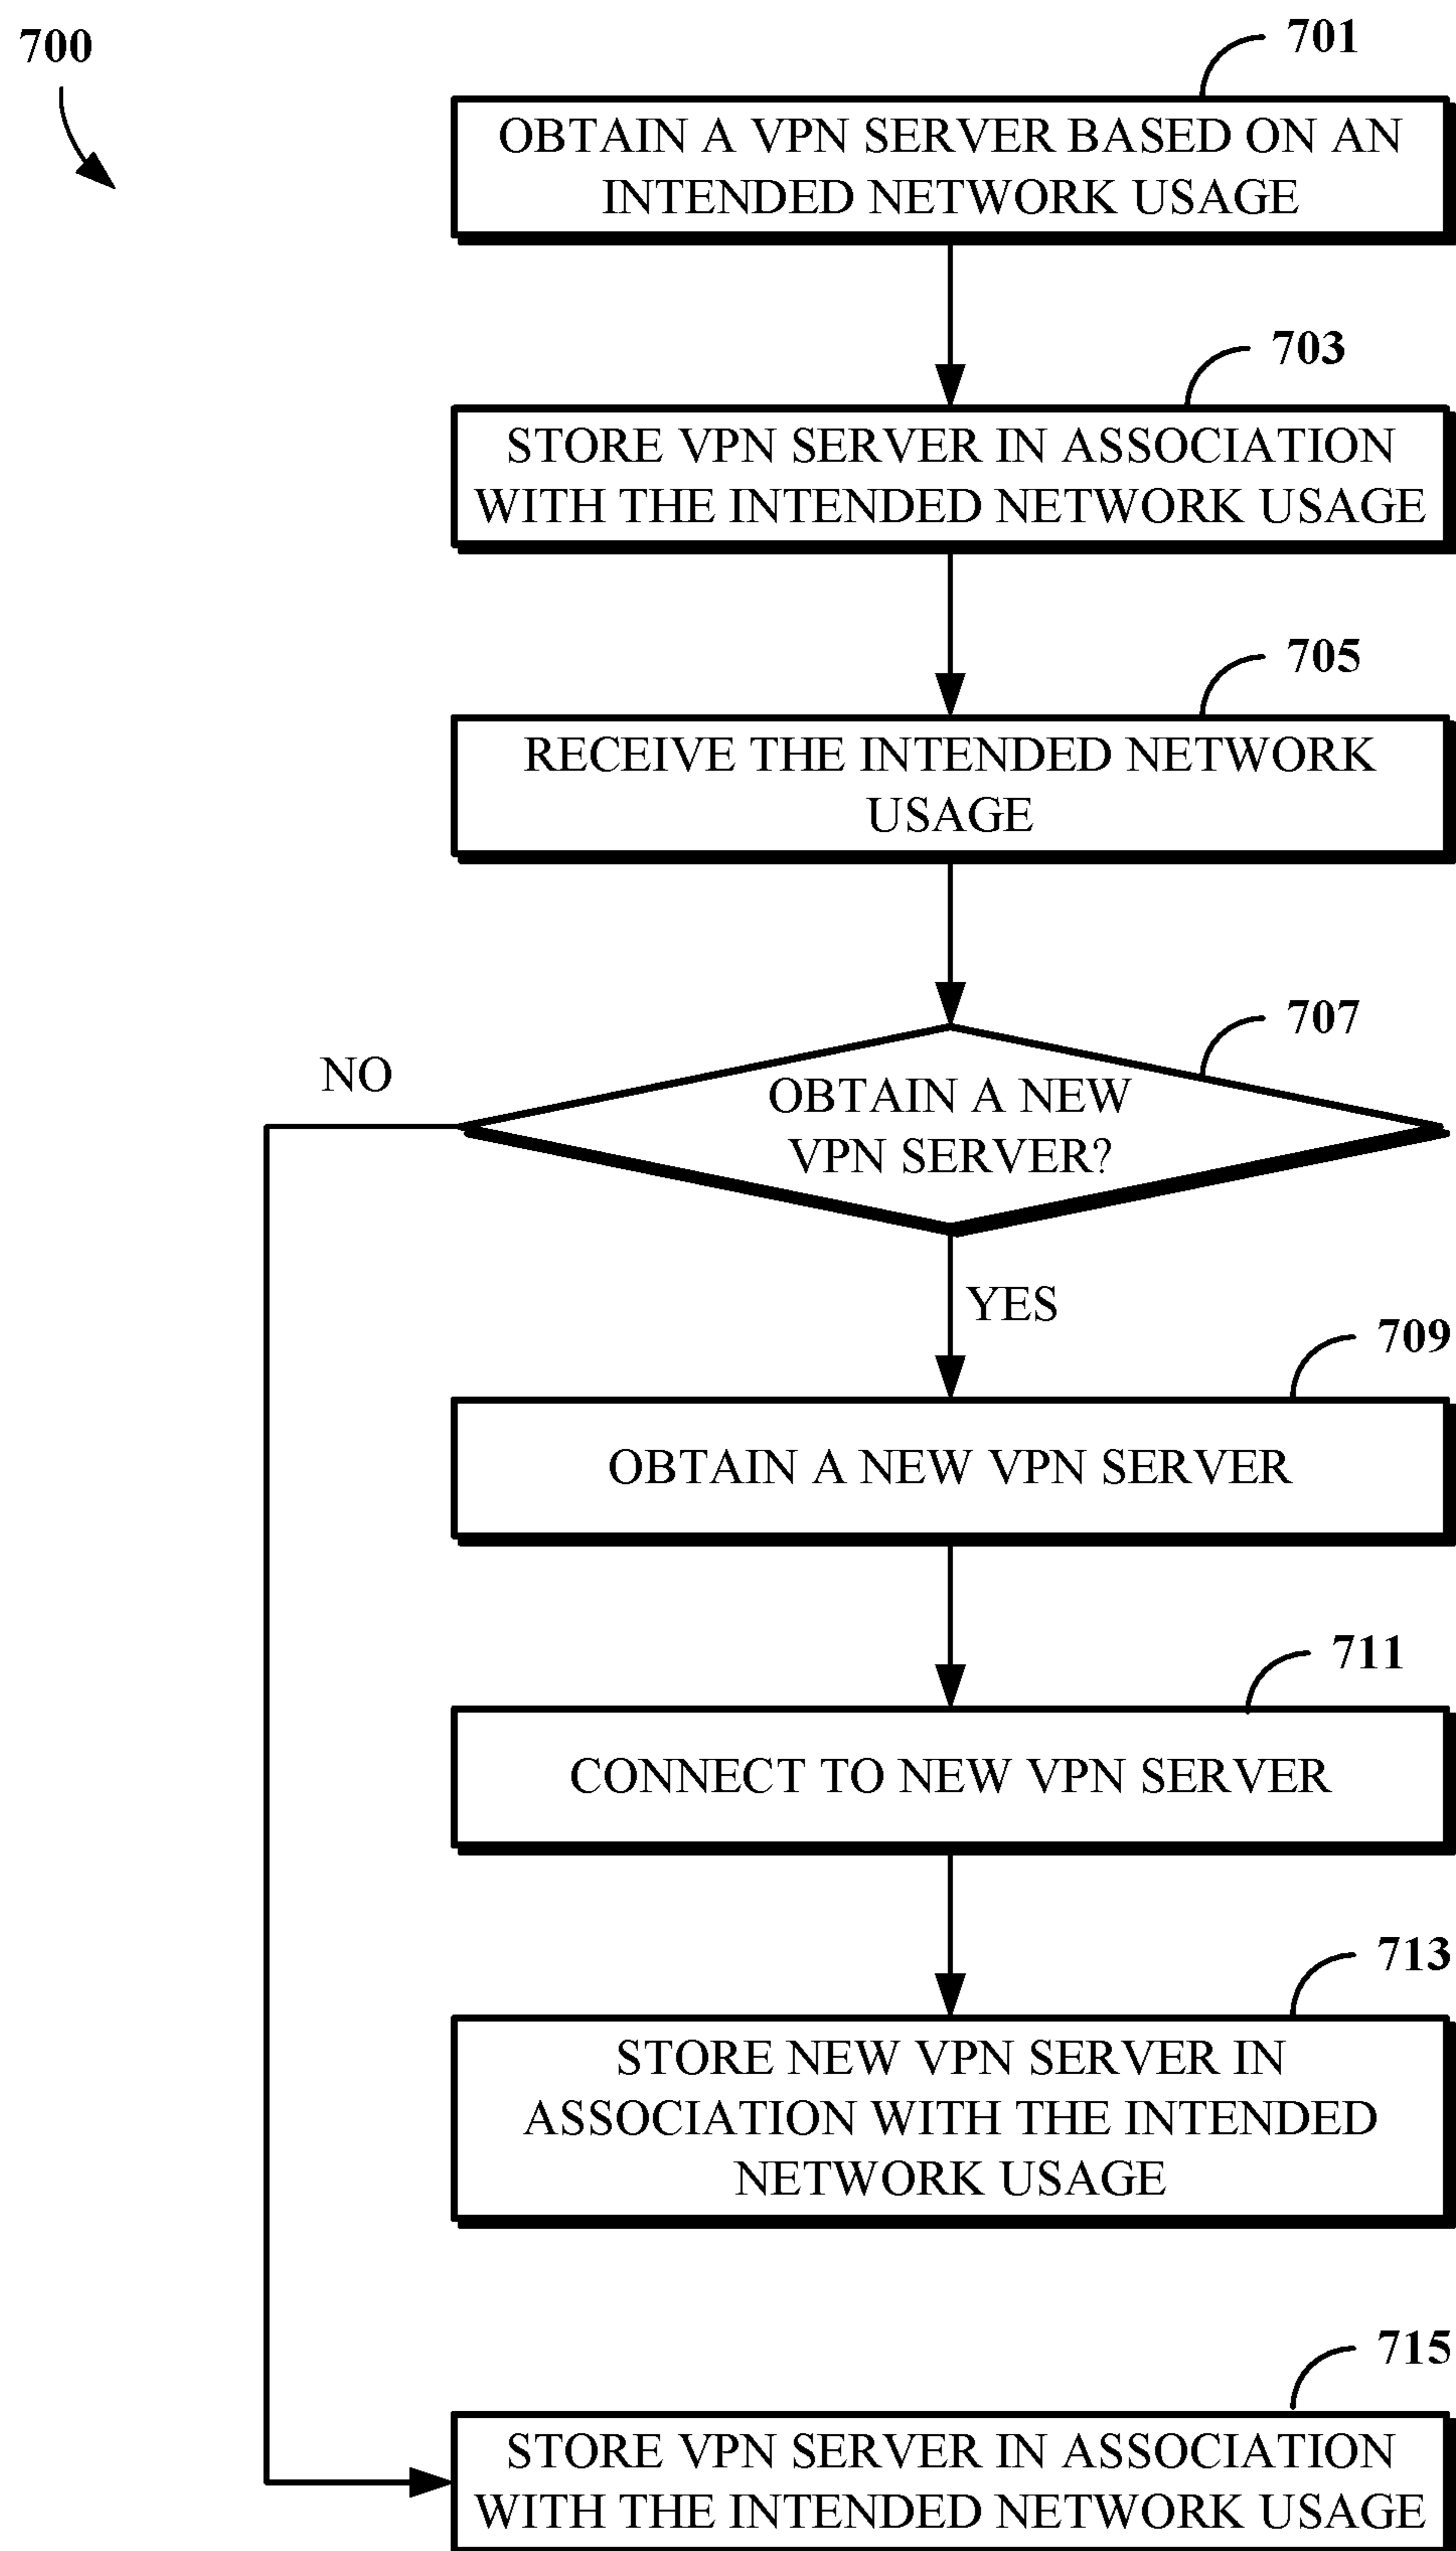 700
701
OBTAIN A VPN SERVER BASED ON AN
INTENDED NETWORK USAGE
703
STORE VPN SERVER IN ASSOCIATION
WITH THE INTENDED NETWORK USAGE
705
RECEIVE THE INTENDED NETWORK
USAGE
707
NO
OBTAIN A NEW
VPN SERVER?
YES
709
OBTAIN A NEW VPN SERVER
711
CONNECT TO NEW VPN SERVER
713
STORE NEW VPN SERVER IN
ASSOCIATION WITH THE INTENDED
NETWORK USAGE
715
STORE VPN SERVER IN ASSOCIATION
WITH THE INTENDED NETWORK USAGE